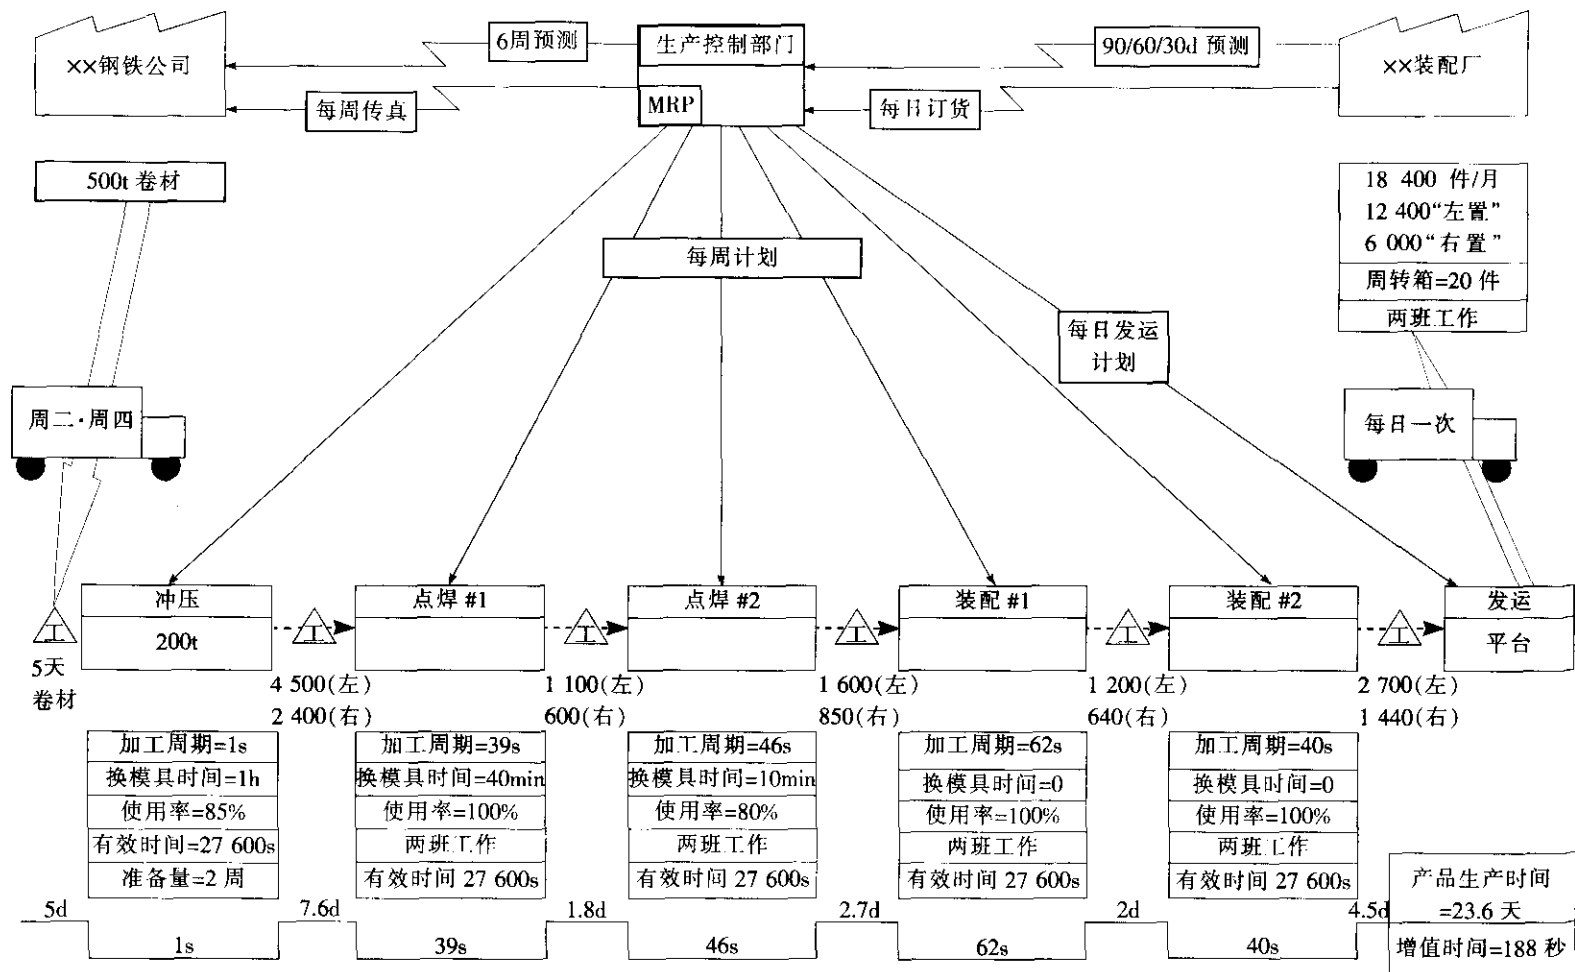 ××钢铁公司
6周预测
生产控制部门
90/60/30d 预测
××装配厂
每周传真
MRP
每日订货
500t 卷材
18 400 件/月
12 400“左置”
6 000“右置”
周转箱=20 件
两班工作
每周计划
每日发运
计划
周二·周四
每日一次
冲压
200t
点焊 #1
点焊 #2
装配 #1
装配 #2
发运
平台
工
工
工
工
工
工
5天
卷材
4 500(左)
2 400(右)
1 100(左)
600(右)
1 600(左)
850(右)
1 200(左)
640(右)
2 700(左)
1 440(右)
加工周期=1s
换模具时间=1h
使用率=85%
有效时间=27 600s
准备量=2 周
加工周期=39s
换模具时间=40min
使用率=100%
两班工作
有效时间 27 600s
加工周期=46s
换模具时间=10min
使用率=80%
两班工作
有效时间 27 600s
加工周期=62s
换模具时间=0
使用率=100%
两班工作
有效时间 27 600s
加工周期=40s
换模具时间=0
使用率=100%
两班工作
有效时间 27 600s
5d
7.6d
1.8d
2.7d
2d
4.5d
1s
39s
46s
62s
40s
产品生产时间
=23.6 天
增值时间=188 秒